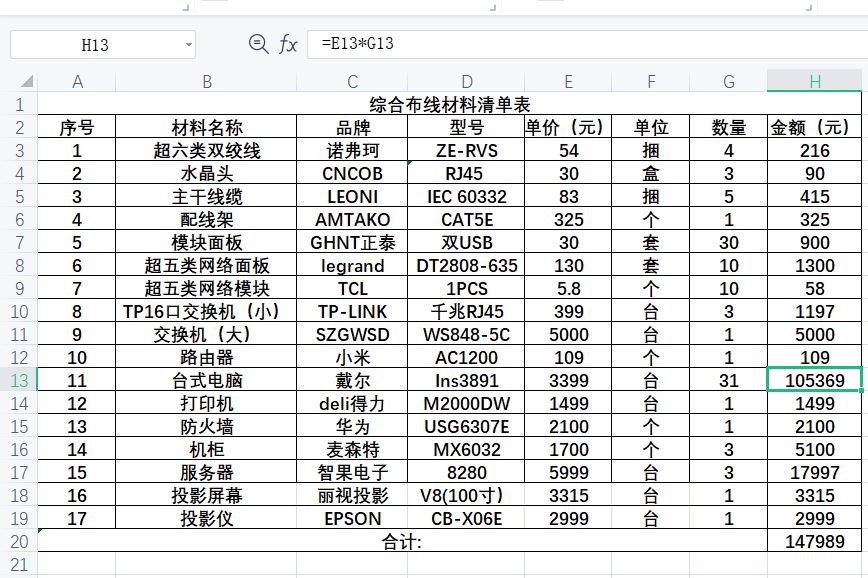 H13 fx =E13*G13
A B C D E F G H
1 综合布线材料清单表
2 序号 材料名称 品牌 型号 单价（元） 单位 数量 金额（元）
3 1 超六类双绞线 诺弗珂 ZE-RVS 54 捆 4 216
4 2 水晶头 CNCOB RJ45 30 盒 3 90
5 3 主干线缆 LEONI IEC 60332 83 捆 5 415
6 4 配线架 AMTAKO CAT5E 325 个 1 325
7 5 模块面板 GHNT正泰 双USB 30 套 30 900
8 6 超五类网络面板 legrand DT2808-635 130 套 10 1300
9 7 超五类网络模块 TCL 1PCS 5.8 个 10 58
10 8 TP16口交换机（小） TP-LINK 千兆RJ45 399 台 3 1197
11 9 交换机（大） SZGWSD WS848-5C 5000 台 1 5000
12 10 路由器 小米 AC1200 109 个 1 109
13 11 台式电脑 戴尔 Ins3891 3399 台 31 105369
14 12 打印机 deli得力 M2000DW 1499 台 1 1499
15 13 防火墙 华为 USG6307E 2100 个 1 2100
16 14 机柜 麦森特 MX6032 1700 个 3 5100
17 15 服务器 智果电子 8280 5999 台 3 17997
18 16 投影屏幕 丽视投影 V8(100寸) 3315 台 1 3315
19 17 投影仪 EPSON CB-X06E 2999 台 1 2999
20 合计: 147989
21